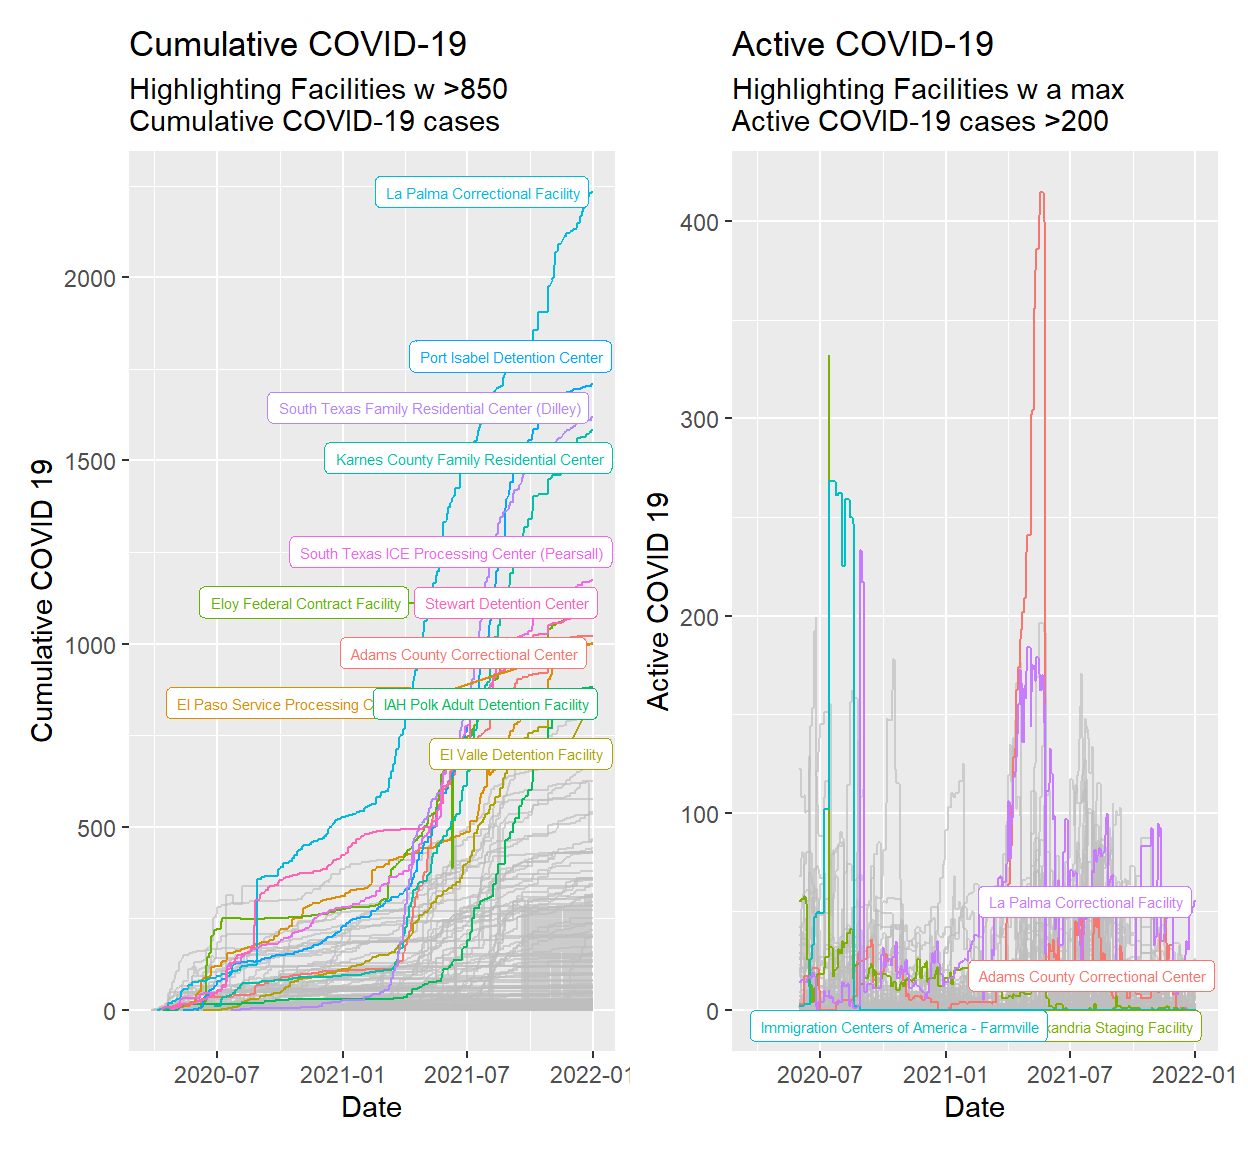 Cumulative COVID-19
Highlighting Facilities w >850
Cumulative COVID-19 cases
Cumulative COVID 19
2000
1500
1000
500
0
La Palma Correctional Facility
Port Isabel Detention Center
South Texas Family Residential Center (Dilley)
Karnes County Family Residential Center
South Texas ICE Processing Center (Pearsall)
Eloy Federal Contract Facility
Stewart Detention Center
Adams County Correctional Center
El Paso Service Processing C
IAH Polk Adult Detention Facility
El Valle Detention Facility
2020-07
2021-01
2021-07
2022-01
Date
Active COVID-19
Highlighting Facilities w a max
Active COVID-19 cases >200
Active COVID 19
400
300
200
100
0
La Palma Correctional Facility
Adams County Correctional Center
Immigration Centers of America - Farmville
xandria Staging Facility
2020-07
2021-01
2021-07
2022-01
Date